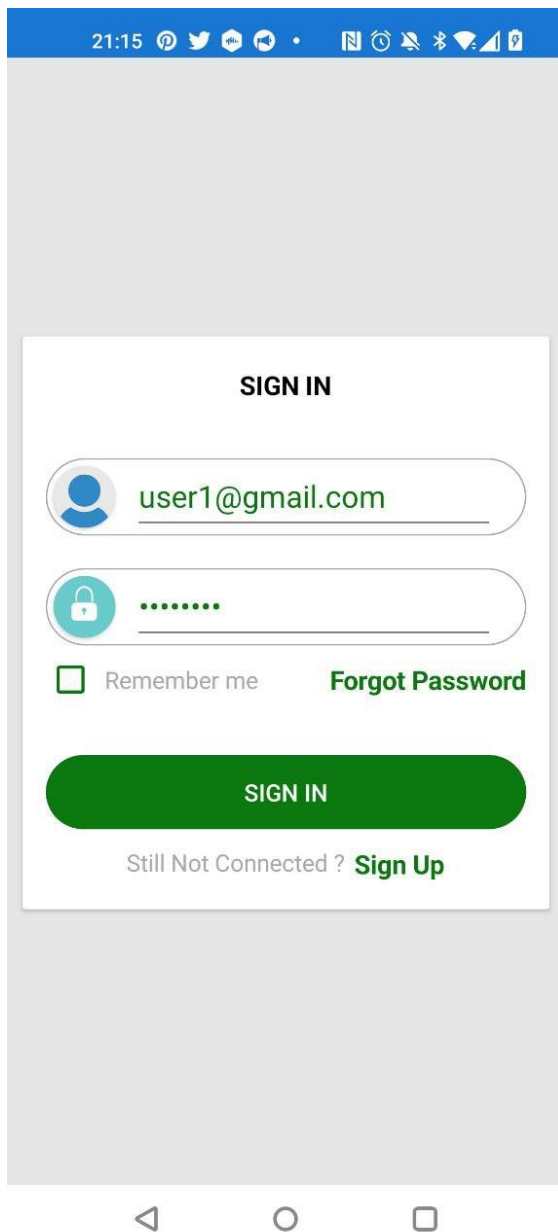 21:15
SIGN IN
user1@gmail.com
••••••••
Remember me Forgot Password
SIGN IN
Still Not Connected ? Sign Up